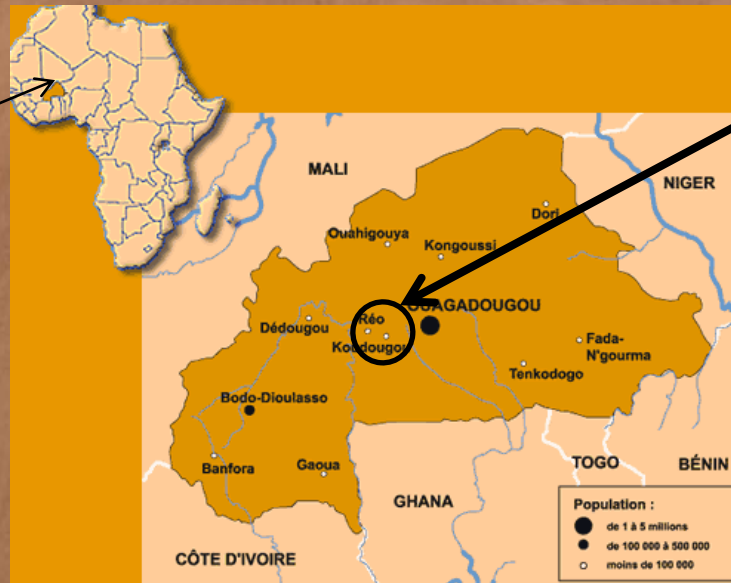 MALI
NIGER
Dori
Ouahigouya
Kongoussi
OUAGADOUGOU
Réo
Dédougou
Koudougou
Fada-
N'gourma
Tenkodogo
Bodo-Dioulasso
Banfora
Gaoua
TOGO
BÉNIN
GHANA
CÔTE D'IVOIRE
Population :
de 1 à 5 millions
de 100 000 à 500 000
moins de 100 000